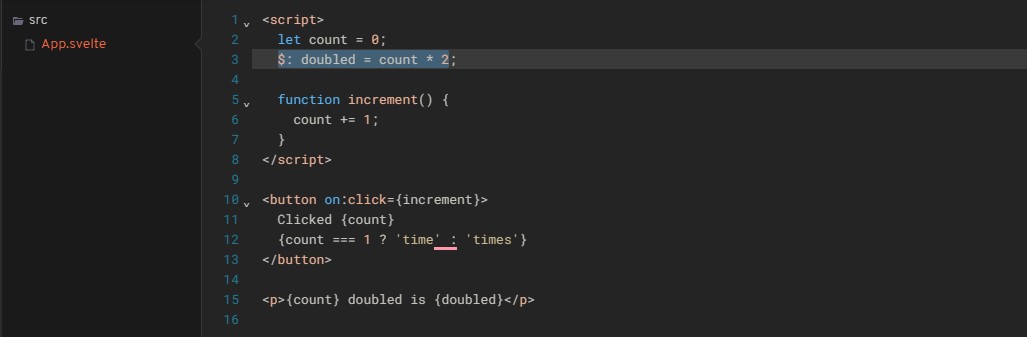 src
App.svelte
1 <script>
2 let count = 0;
3 $: doubled = count * 2;
4
5 function increment() {
6 count += 1;
7 }
8 </script>
9
10 <button on:click={increment}>
11 Clicked {count}
12 {count === 1 ? 'time' : 'times'}
13 </button>
14
15 <p>{count} doubled is {doubled}</p>
16